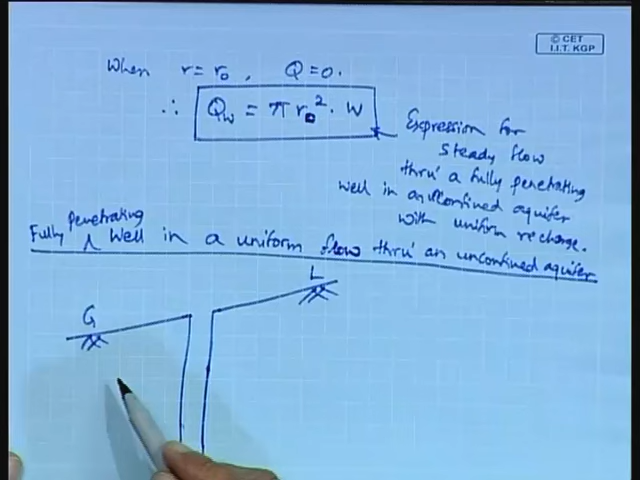 © CET
I.I.T. KGP
When r = r₀, Q = 0.
∴ Q_w = π r₀². W
Expression for
steady flow
thru' a fully penetrating
well in an unconfined aquifer
with uniform recharge.
Fully penetrating Well in a uniform flow thru' an unconfined aquifer
G L